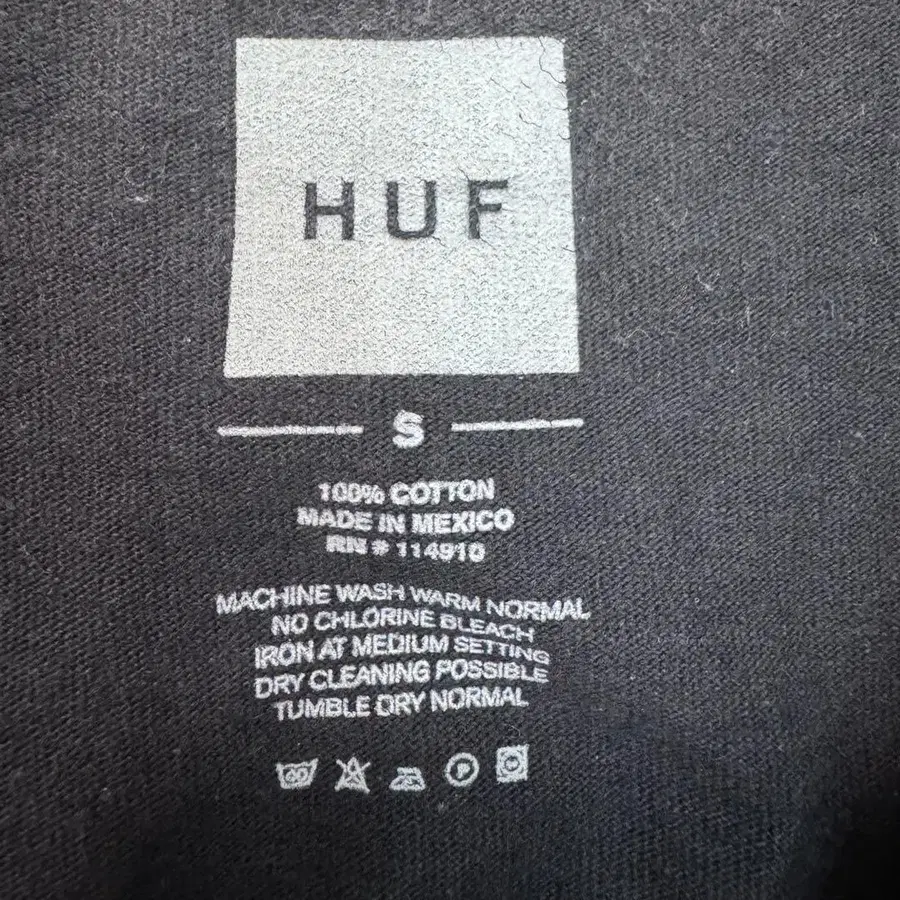 HUF
S
100% COTTON
MADE IN MEXICO
RN # 114910
MACHINE WASH WARM NORMAL
NO CHLORINE BLEACH
IRON AT MEDIUM SETTING
DRY CLEANING POSSIBLE
TUMBLE DRY NORMAL
P